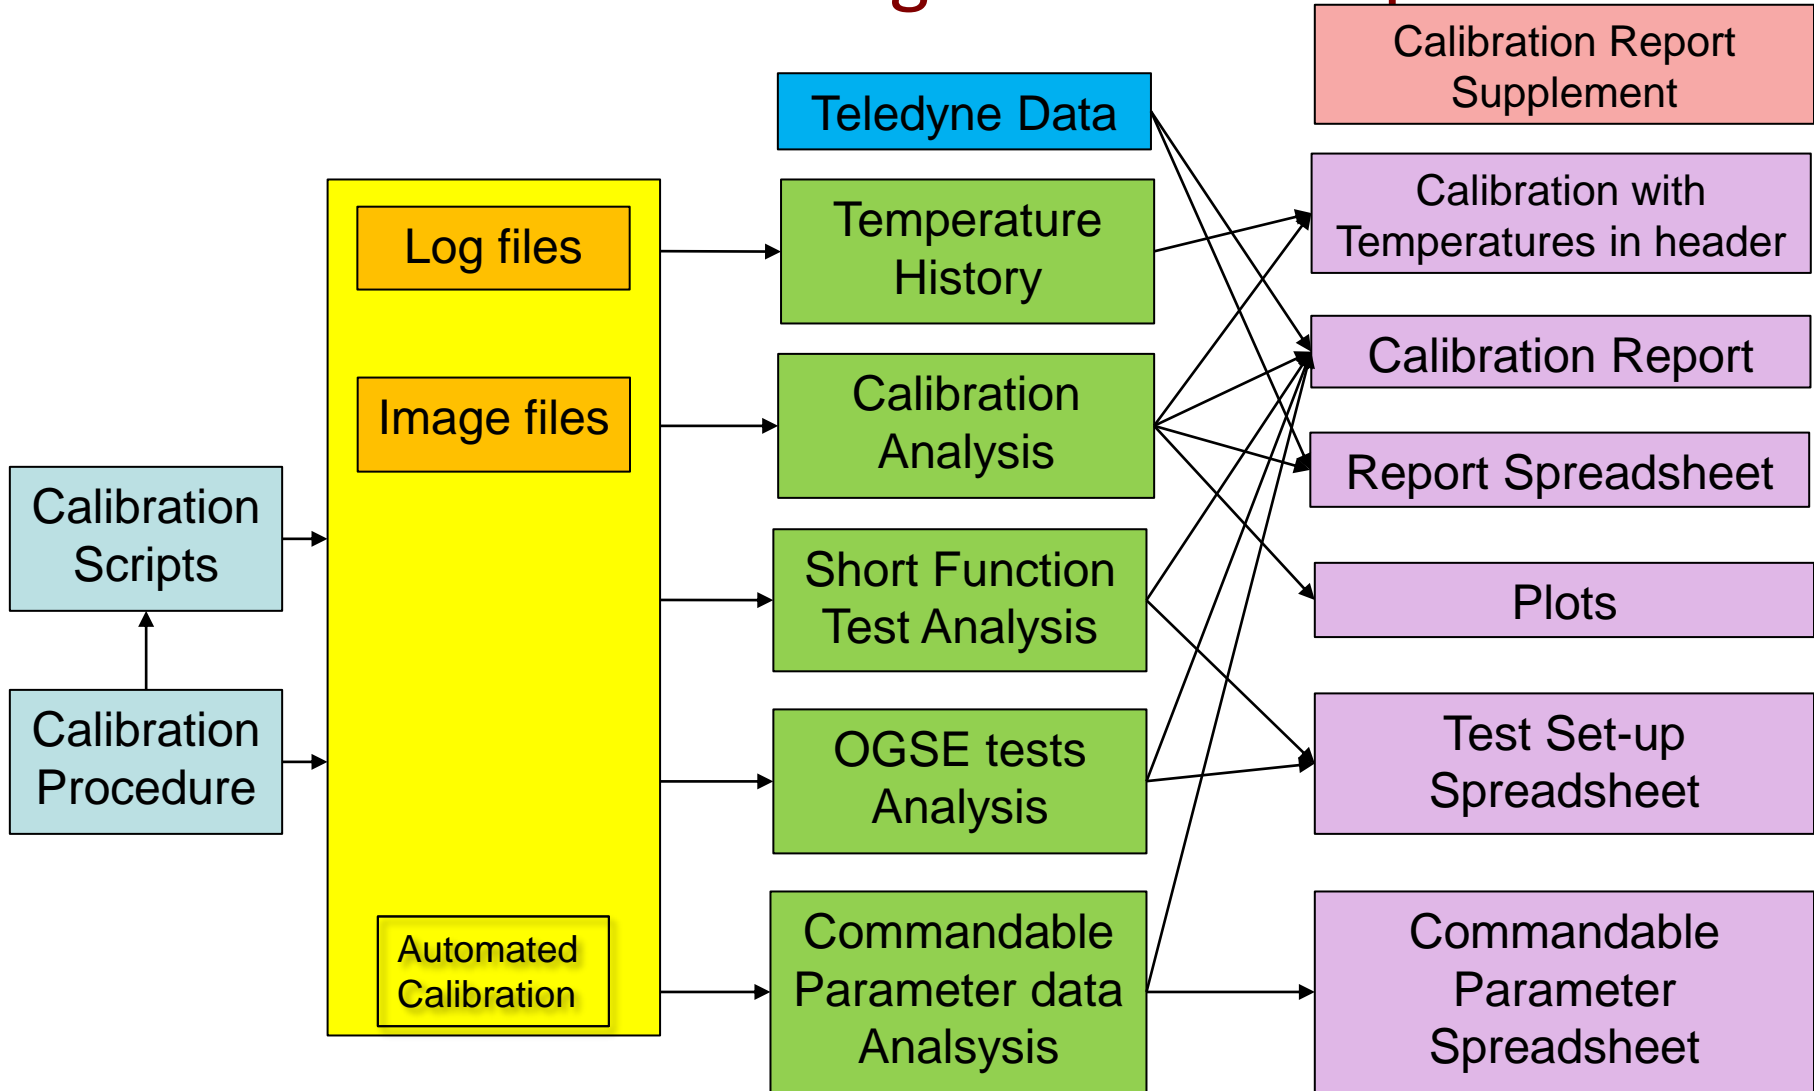 Calibration Report
Supplement
Teledyne Data
Calibration with
Temperatures in header
Log files
Temperature
History
Calibration Report
Image files
Calibration
Analysis
Report Spreadsheet
Calibration
Scripts
Short Function
Test Analysis
Plots
Calibration
Procedure
OGSE tests
Analysis
Test Set-up
Spreadsheet
Automated
Calibration
Commandable
Parameter data
Analsysis
Commandable
Parameter
Spreadsheet